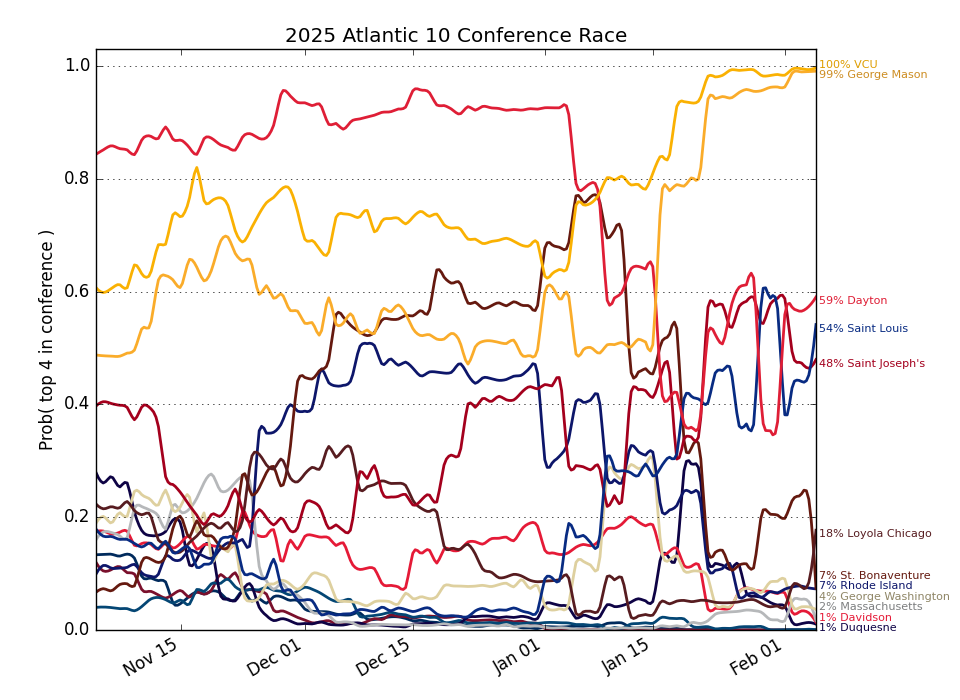 2025 Atlantic 10 Conference Race
Prob( top 4 in conference )
1.0
0.8
0.6
0.4
0.2
0.0
Nov 15
Dec 01
Dec 15
Jan 01
Jan 15
Feb 01
100% VCU
99% George Mason
59% Dayton
54% Saint Louis
48% Saint Joseph's
18% Loyola Chicago
7% St. Bonaventure
7% Rhode Island
4% George Washington
2% Massachusetts
1% Davidson
1% Duquesne